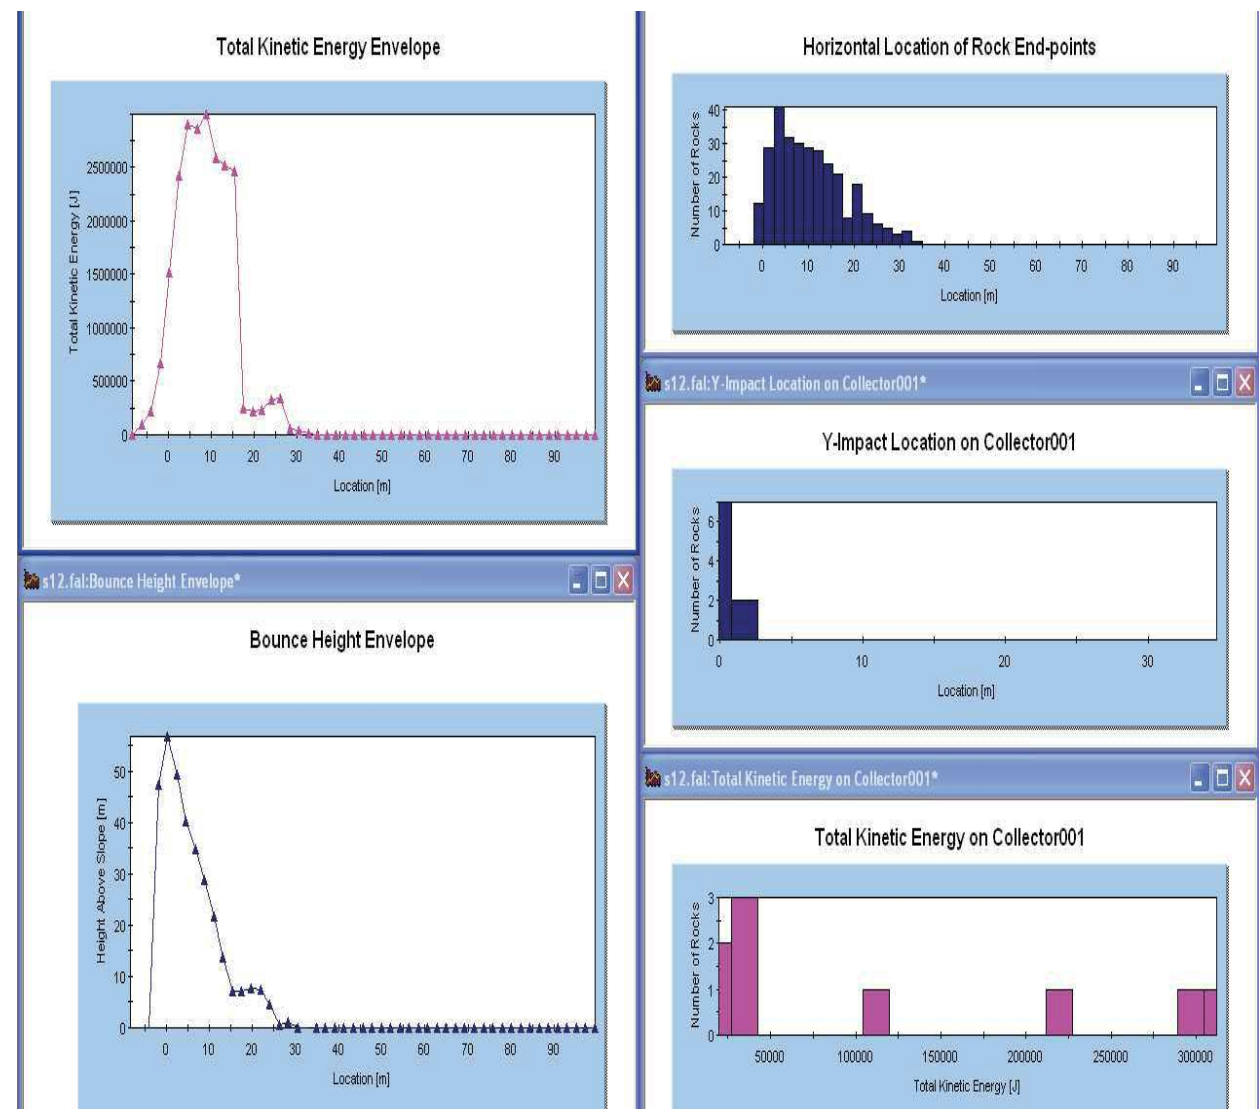 Total Kinetic Energy Envelope
Total Kinetic Energy [J]
2500000
2000000
1500000
1000000
500000
0
0 10 20 30 40 50 60 70 80 90
Location [m]
s12.fal:Bounce Height Envelope*
Bounce Height Envelope
Height Above Slope [m]
50
40
30
20
10
0
0 10 20 30 40 50 60 70 80 90
Location [m]
Horizontal Location of Rock End-points
Number of Rocks
40
30
20
10
0
0 10 20 30 40 50 60 70 80 90
Location [m]
s12.fal:Y-Impact Location on Collector001*
Y-Impact Location on Collector001
Number of Rocks
6
4
2
0
0 10 20 30
Location [m]
s12.fal:Total Kinetic Energy on Collector001*
Total Kinetic Energy on Collector001
Number of Rocks
3
2
1
0
50000 100000 150000 200000 250000 300000
Total Kinetic Energy [J]